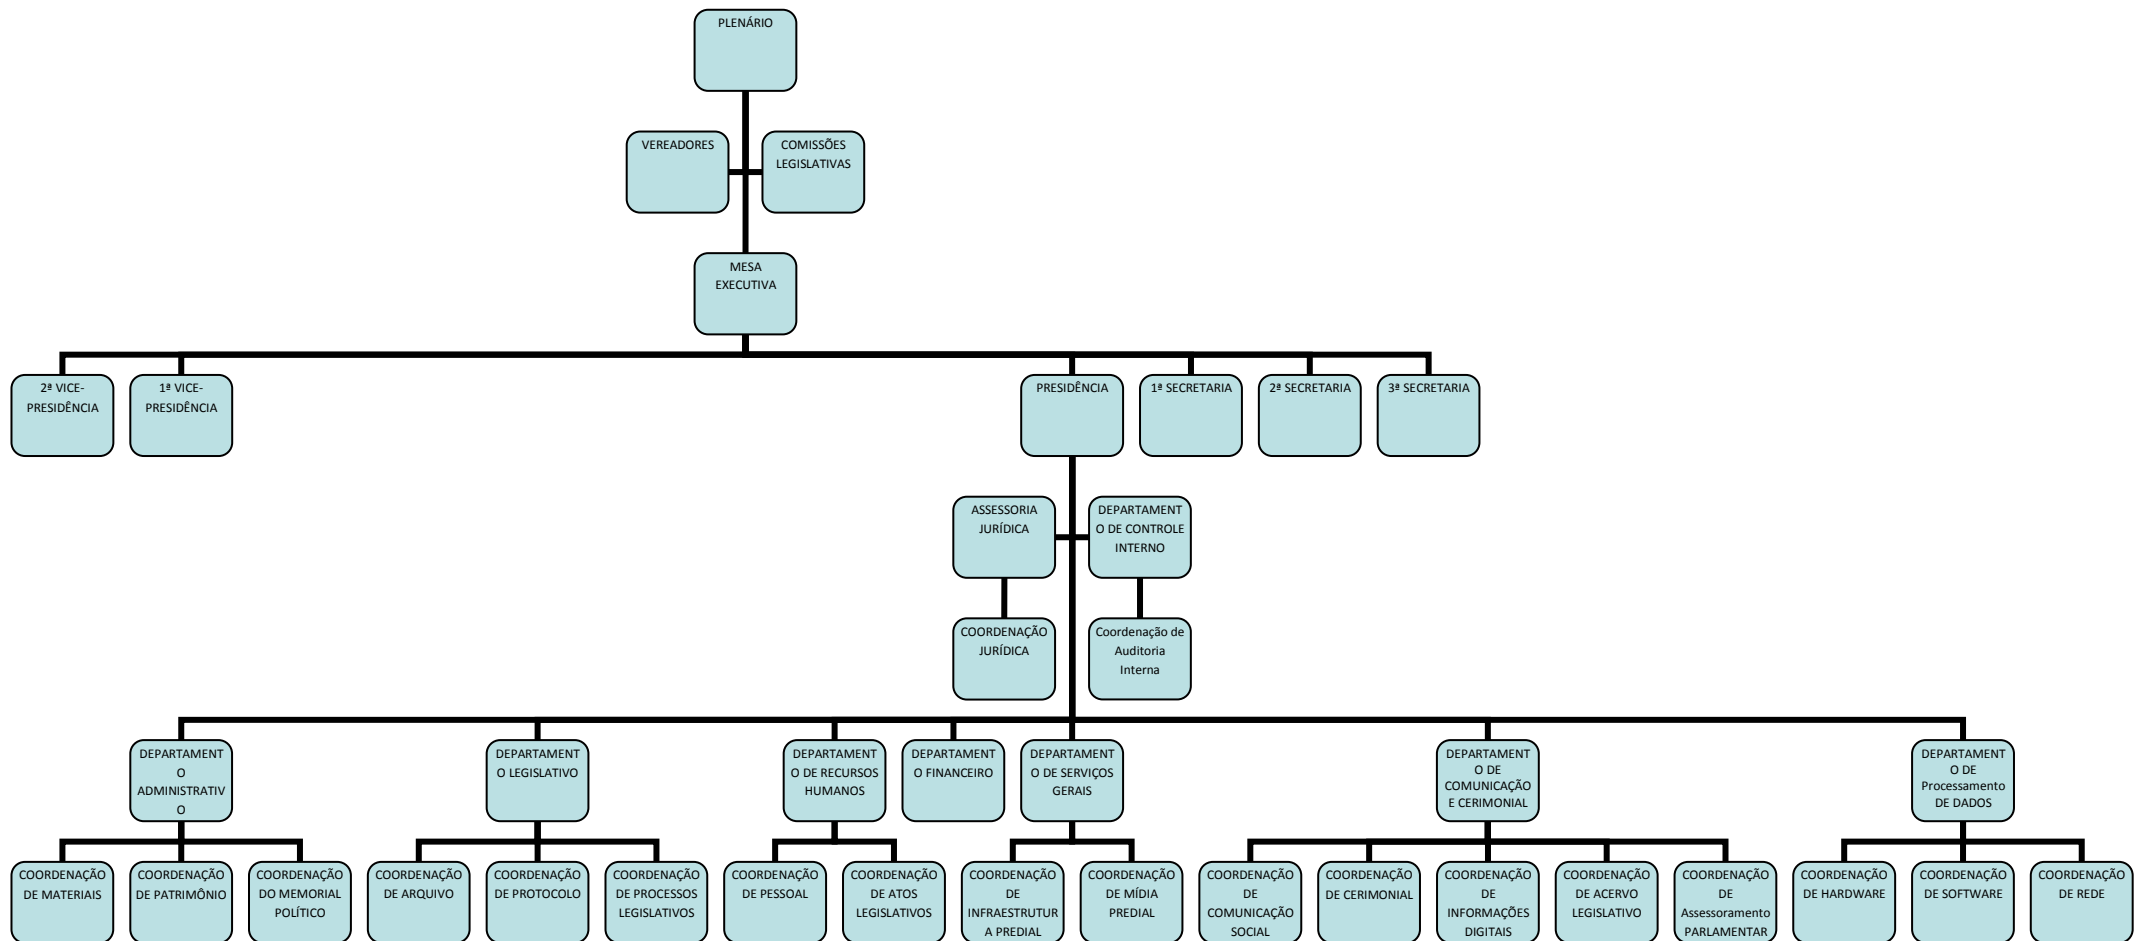 PLENÁRIO
VEREADORES
COMISSÕES
LEGISLATIVAS
MESA
EXECUTIVA
2ª VICE-
PRESIDÊNCIA
1ª VICE-
PRESIDÊNCIA
PRESIDÊNCIA
1ª SECRETARIA
2ª SECRETARIA
3ª SECRETARIA
ASSESSORIA
JURÍDICA
DEPARTAMENT
O DE CONTROLE
INTERNO
COORDENAÇÃO
JURÍDICA
Coordenação de
Auditoria
Interna
DEPARTAMENT
O
ADMINISTRATIV
O
DEPARTAMENT
O LEGISLATIVO
DEPARTAMENT
O DE RECURSOS
HUMANOS
DEPARTAMENT
O FINANCEIRO
DEPARTAMENT
O DE SERVIÇOS
GERAIS
DEPARTAMENT
O DE
COMUNICAÇÃO
E CERIMONIAL
DEPARTAMENT
O DE
Processamento
DE DADOS
COORDENAÇÃO
DE MATERIAIS
COORDENAÇÃO
DE PATRIMÔNIO
COORDENAÇÃO
DO MEMORIAL
POLÍTICO
COORDENAÇÃO
DE ARQUIVO
COORDENAÇÃO
DE PROTOCOLO
COORDENAÇÃO
DE PROCESSOS
LEGISLATIVOS
COORDENAÇÃO
DE PESSOAL
COORDENAÇÃO
DE ATOS
LEGISLATIVOS
COORDENAÇÃO
DE
INFRAESTRUTUR
A PREDIAL
COORDENAÇÃO
DE MÍDIA
PREDIAL
COORDENAÇÃO
DE
COMUNICAÇÃO
SOCIAL
COORDENAÇÃO
DE CERIMONIAL
COORDENAÇÃO
DE
INFORMAÇÕES
DIGITAIS
COORDENAÇÃO
DE ACERVO
LEGISLATIVO
COORDENAÇÃO
DE
Assessoramento
PARLAMENTAR
COORDENAÇÃO
DE HARDWARE
COORDENAÇÃO
DE SOFTWARE
COORDENAÇÃO
DE REDE